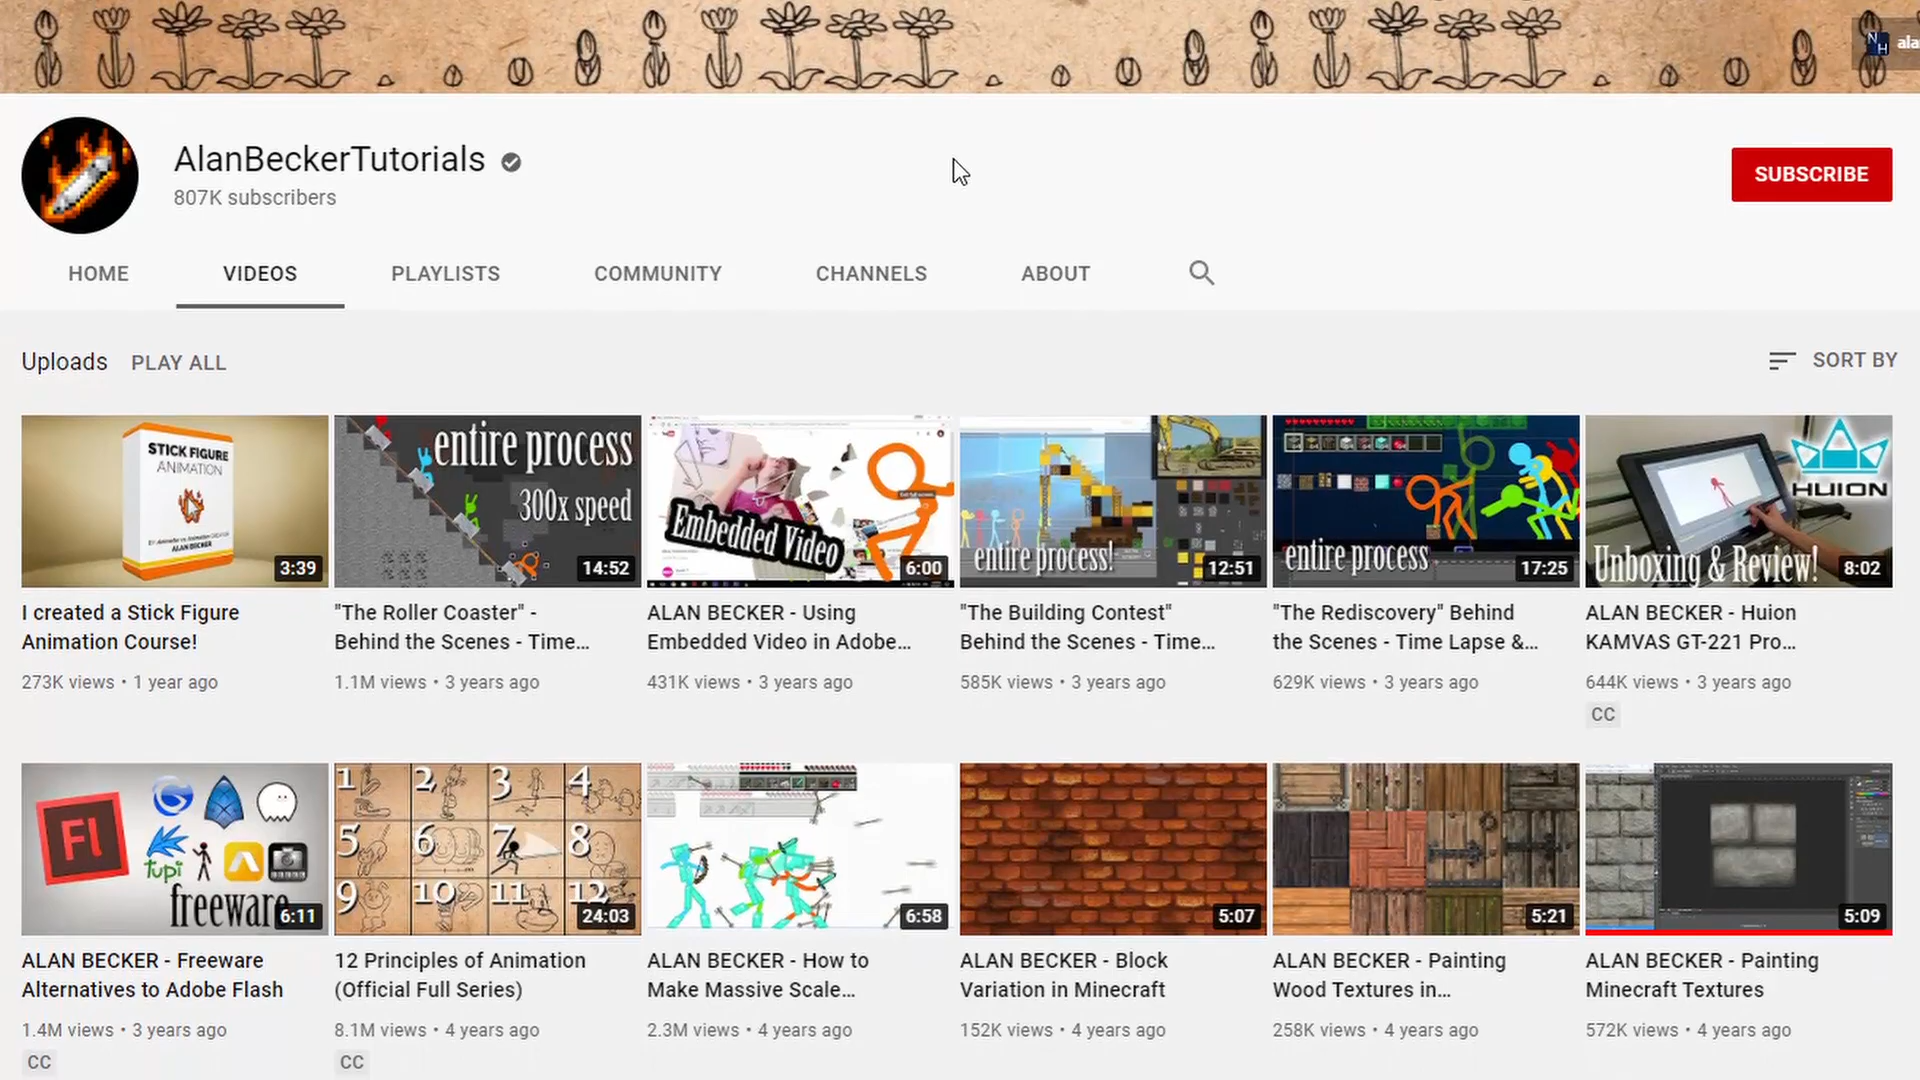 NH ala
AlanBeckerTutorials
807K subscribers
SUBSCRIBE
HOME VIDEOS PLAYLISTS COMMUNITY CHANNELS ABOUT
Uploads PLAY ALL SORT BY
STICK FIGURE
ANIMATION
ALAN BECKER
3:39
entire process
300x speed
14:52
Embedded Video
6:00
entire process!
12:51
entire process
17:25
HUION
Unboxing & Review!
8:02
I created a Stick Figure
Animation Course!
273K views • 1 year ago
"The Roller Coaster" -
Behind the Scenes - Time...
1.1M views • 3 years ago
ALAN BECKER - Using
Embedded Video in Adobe...
431K views • 3 years ago
"The Building Contest"
Behind the Scenes - Time...
585K views • 3 years ago
"The Rediscovery" Behind
the Scenes - Time Lapse &...
629K views • 3 years ago
ALAN BECKER - Huion
KAMVAS GT-221 Pro...
644K views • 3 years ago
CC
Fl
tupi
freeware
6:11
1 2 3 4
5 6 7 8
9 10 11 12
24:03
6:58
5:07
5:21
5:09
ALAN BECKER - Freeware
Alternatives to Adobe Flash
1.4M views • 3 years ago
CC
12 Principles of Animation
(Official Full Series)
8.1M views • 4 years ago
CC
ALAN BECKER - How to
Make Massive Scale...
2.3M views • 4 years ago
ALAN BECKER - Block
Variation in Minecraft
152K views • 4 years ago
ALAN BECKER - Painting
Wood Textures in...
258K views • 4 years ago
ALAN BECKER - Painting
Minecraft Textures
572K views • 4 years ago